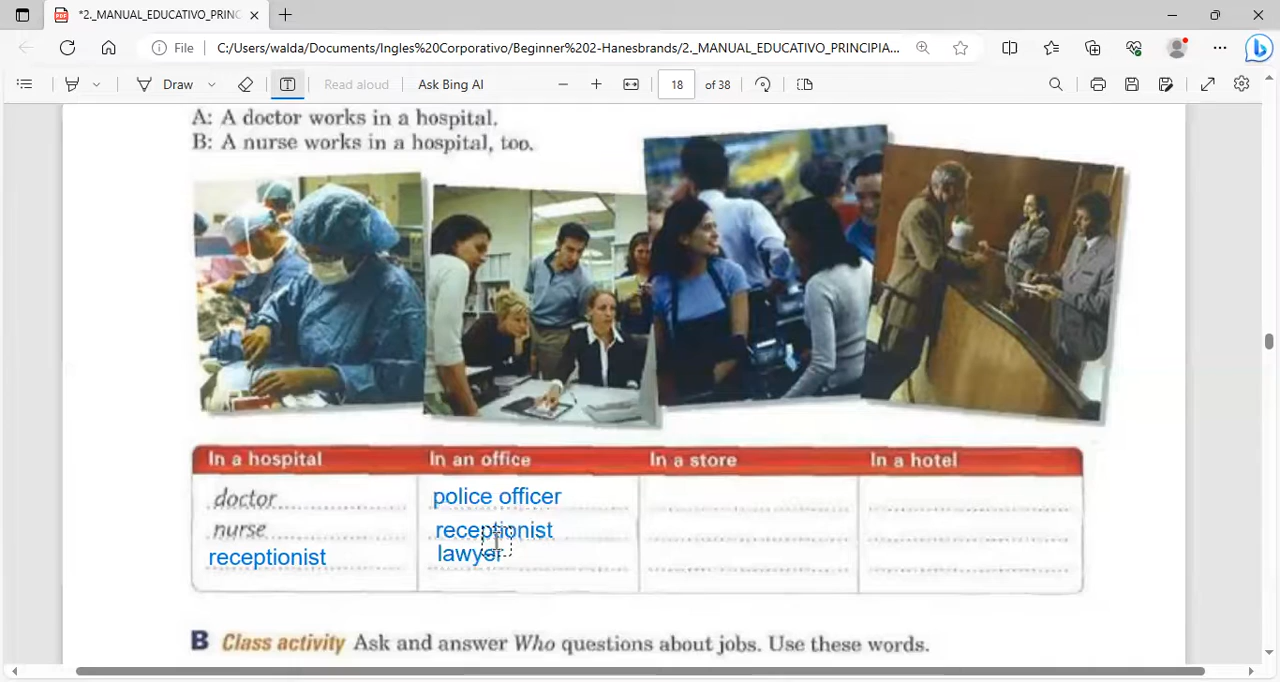 *2._MANUAL_EDUCATIVO_PRINC
File C:/Users/walda/Documents/Ingles%20Corporativo/Beginner%202-Hanesbrands/2._MANUAL_EDUCATIVO_PRINCIPIA...
Draw Read aloud Ask Bing AI 18 of 38
A: A doctor works in a hospital.
B: A nurse works in a hospital, too.
In a hospital In an office In a store In a hotel
doctor police officer
nurse receptionist
receptionist lawyer
B Class activity Ask and answer Who questions about jobs. Use these words.